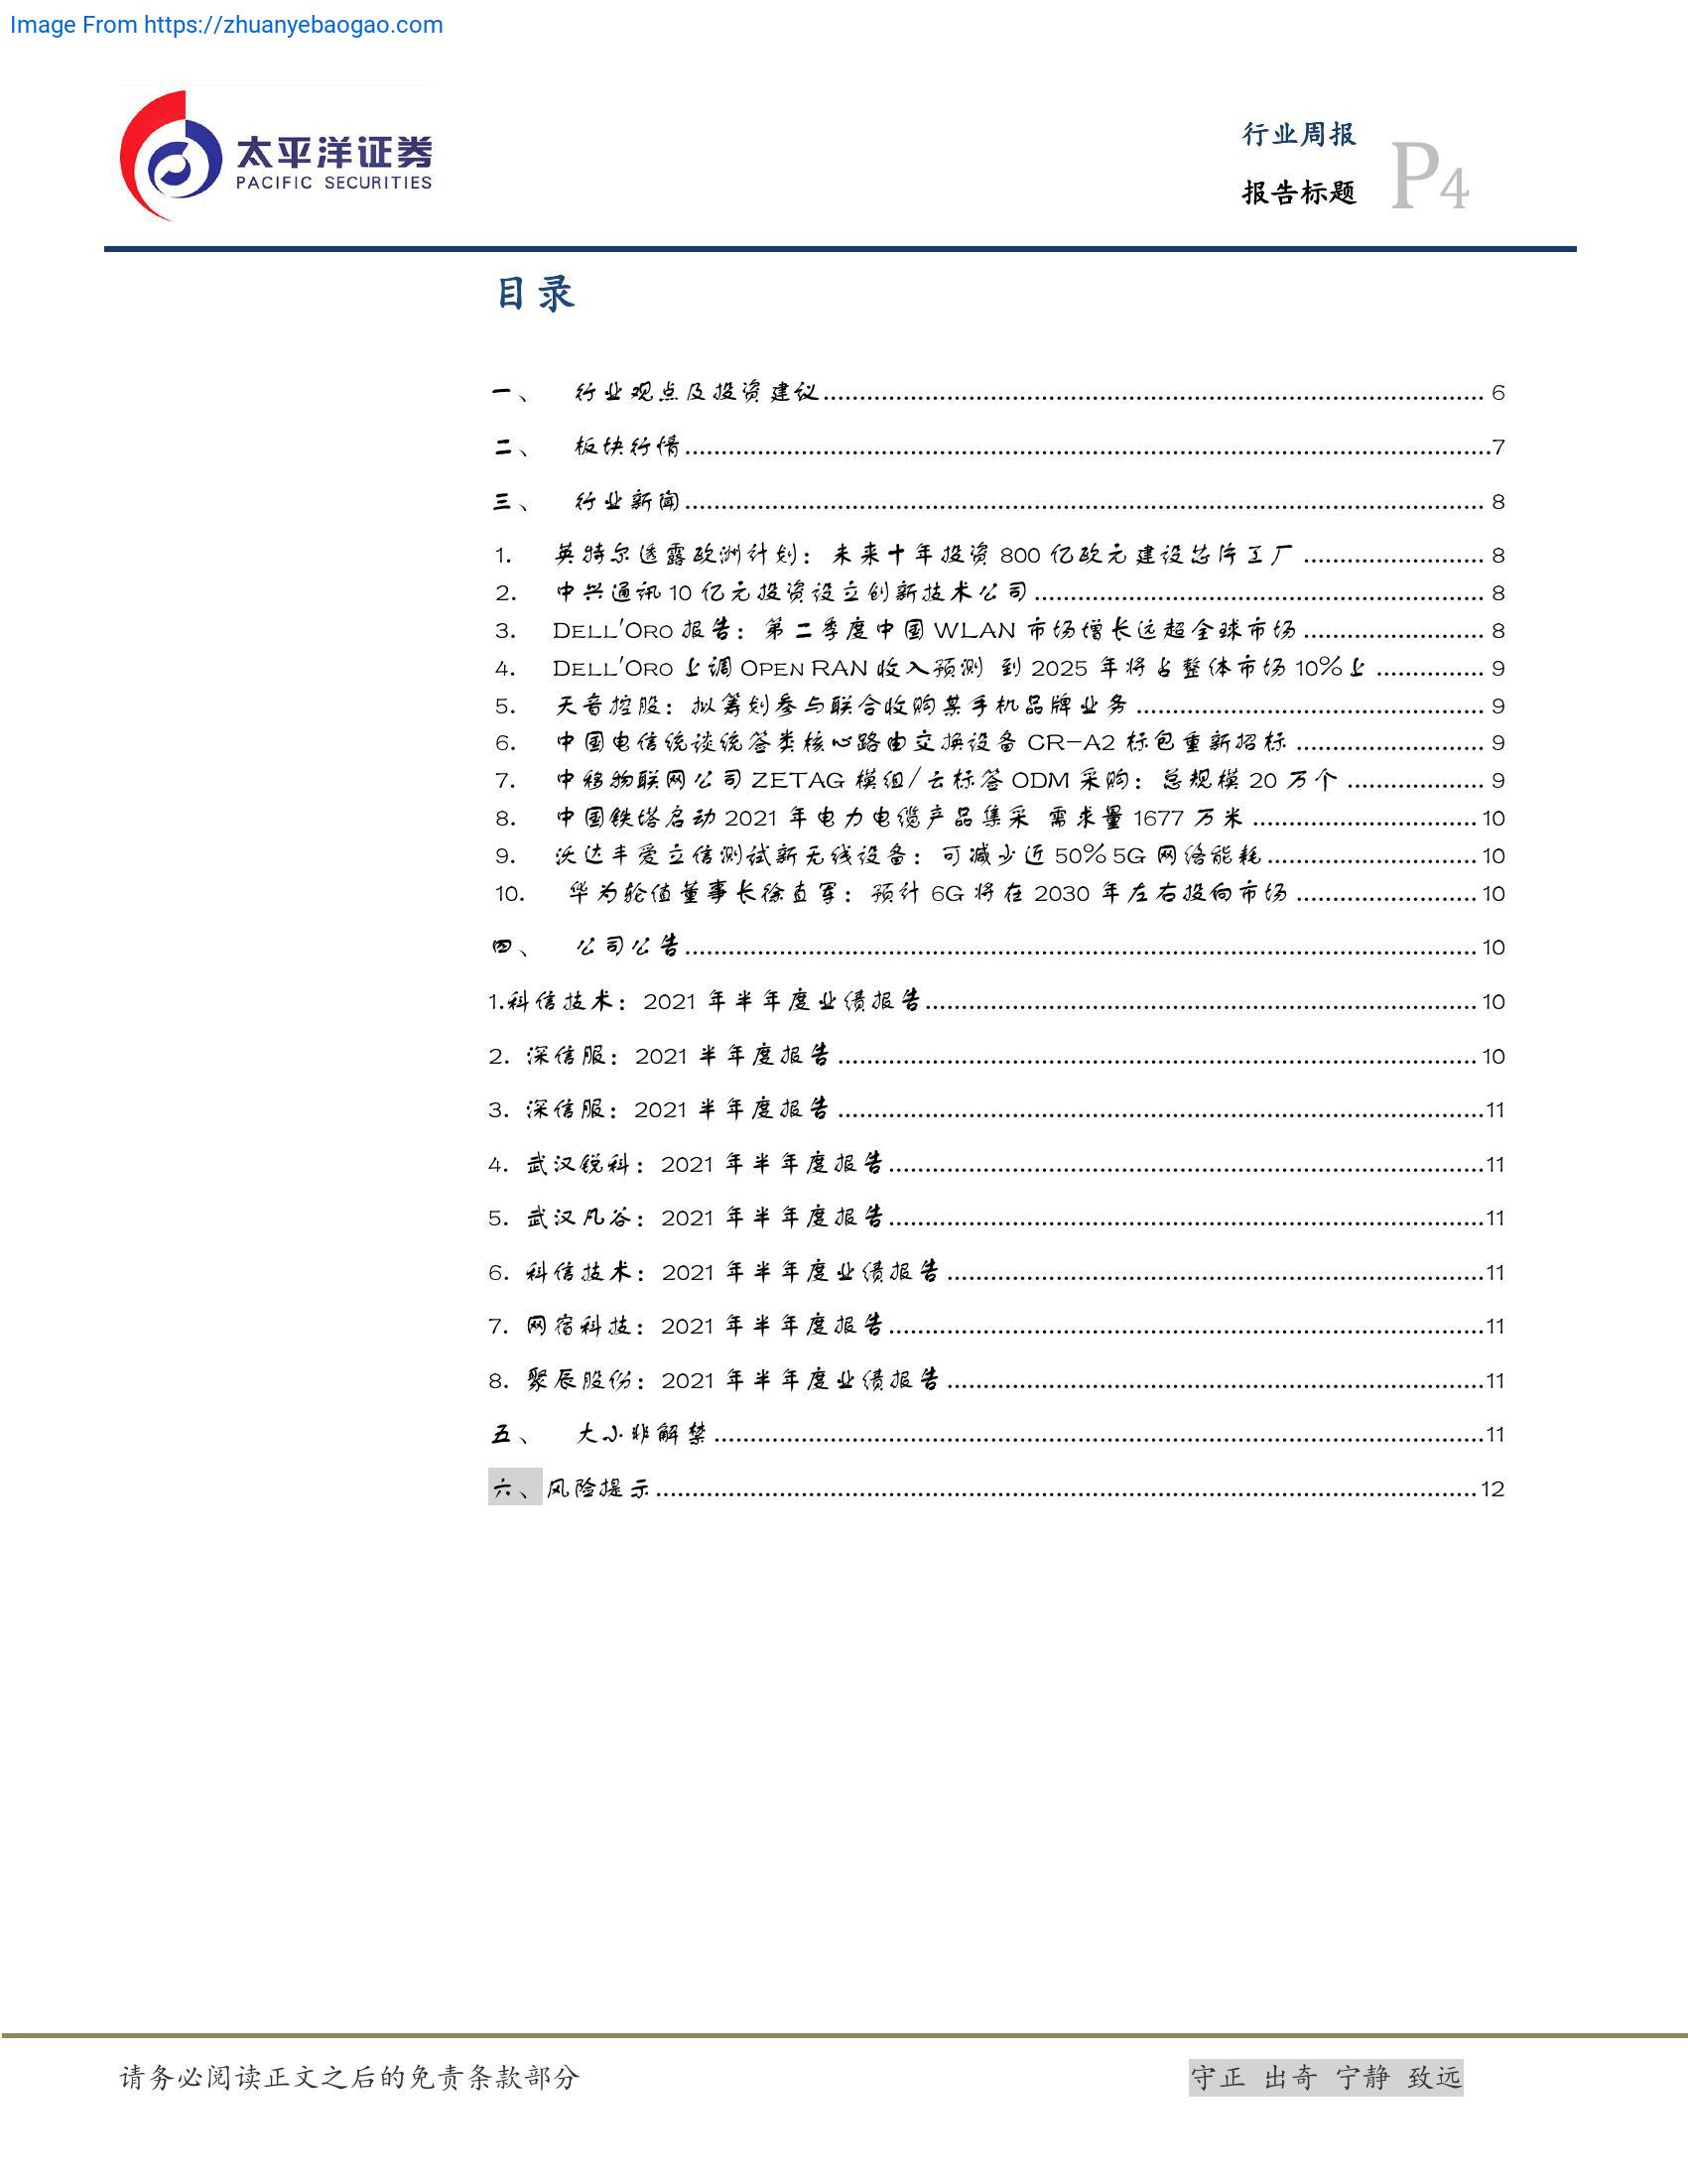 Image From https://zhuanyebaogao.com
太平洋证券
PACIFIC SECURITIES
行业周报
报告标题
P4
目录
一、 行业观点及投资建议 6
二、 板块行情 7
三、 行业新闻 8
1. 英特尔透露欧洲计划：未来十年投资 800 亿欧元建设芯片工厂 8
2. 中兴通讯 10 亿元投资设立创新技术公司 8
3. DELL'ORO 报告：第二季度中国 WLAN 市场增长远超全球市场 8
4. DELL'ORO 上调 OPEN RAN 收入预测 到 2025 年将占整体市场 10%上 9
5. 天音控股：拟筹划参与联合收购某手机品牌业务 9
6. 中国电信统谈统签类核心路由交换设备 CR-A2 标包重新招标 9
7. 中移物联网公司 ZETAG 模组/云标签 ODM 采购：总规模 20 万个 9
8. 中国铁塔启动 2021 年电力电缆产品集采 需求量 1677 万米 10
9. 沃达丰爱立信测试新无线设备：可减少近 50% 5G 网络能耗 10
10. 华为轮值董事长徐直军：预计 6G 将在 2030 年左右投向市场 10
四、 公司公告 10
1.科信技术：2021 年半年度业绩报告 10
2. 深信服：2021 半年度报告 10
3. 深信服：2021 半年度报告 11
4. 武汉锐科：2021 年半年度报告 11
5. 武汉凡谷：2021 年半年度报告 11
6. 科信技术：2021 年半年度业绩报告 11
7. 网宿科技：2021 年半年度报告 11
8. 聚辰股份：2021 年半年度业绩报告 11
五、 大小非解禁 11
六、风险提示 12
请务必阅读正文之后的免责条款部分
守正 出奇 宁静 致远